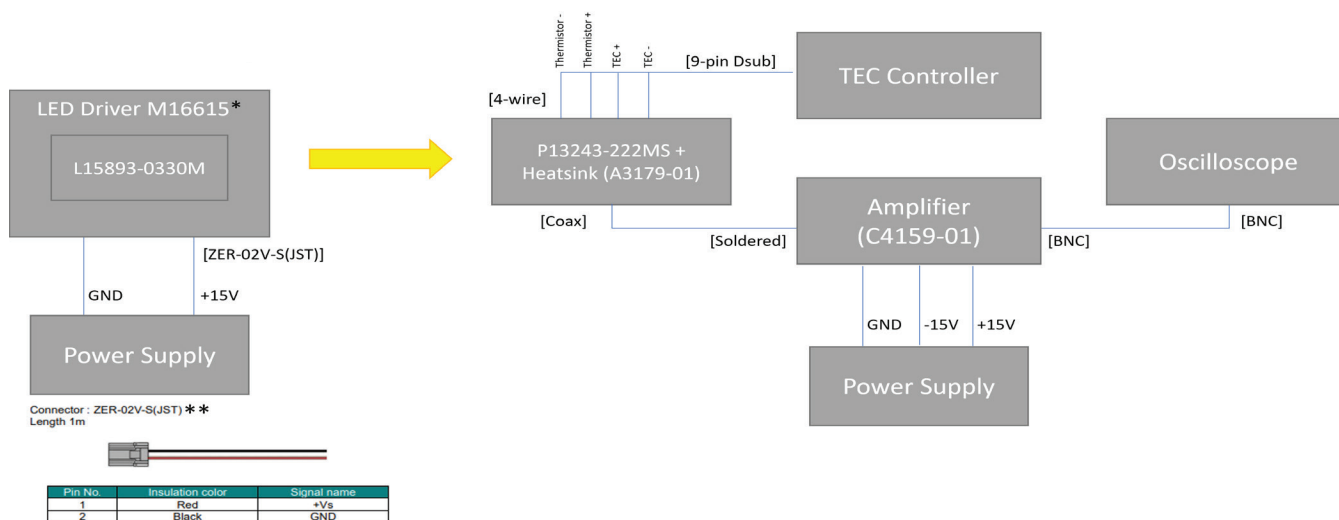 LED Driver M16615*
L15893-0330M
[ZER-02V-S(JST)]
GND
+15V
Power Supply
Connector : ZER-02V-S(JST) **
Length 1m
Pin No. Insulation color Signal name
1 Red +Vs
2 Black GND
Thermistor -
Thermistor +
TEC +
TEC -
[9-pin Dsub]
TEC Controller
[4-wire]
P13243-222MS +
Heatsink (A3179-01)
[Coax]
[Soldered]
Amplifier
(C4159-01)
[BNC]
Oscilloscope
[BNC]
GND
-15V
+15V
Power Supply